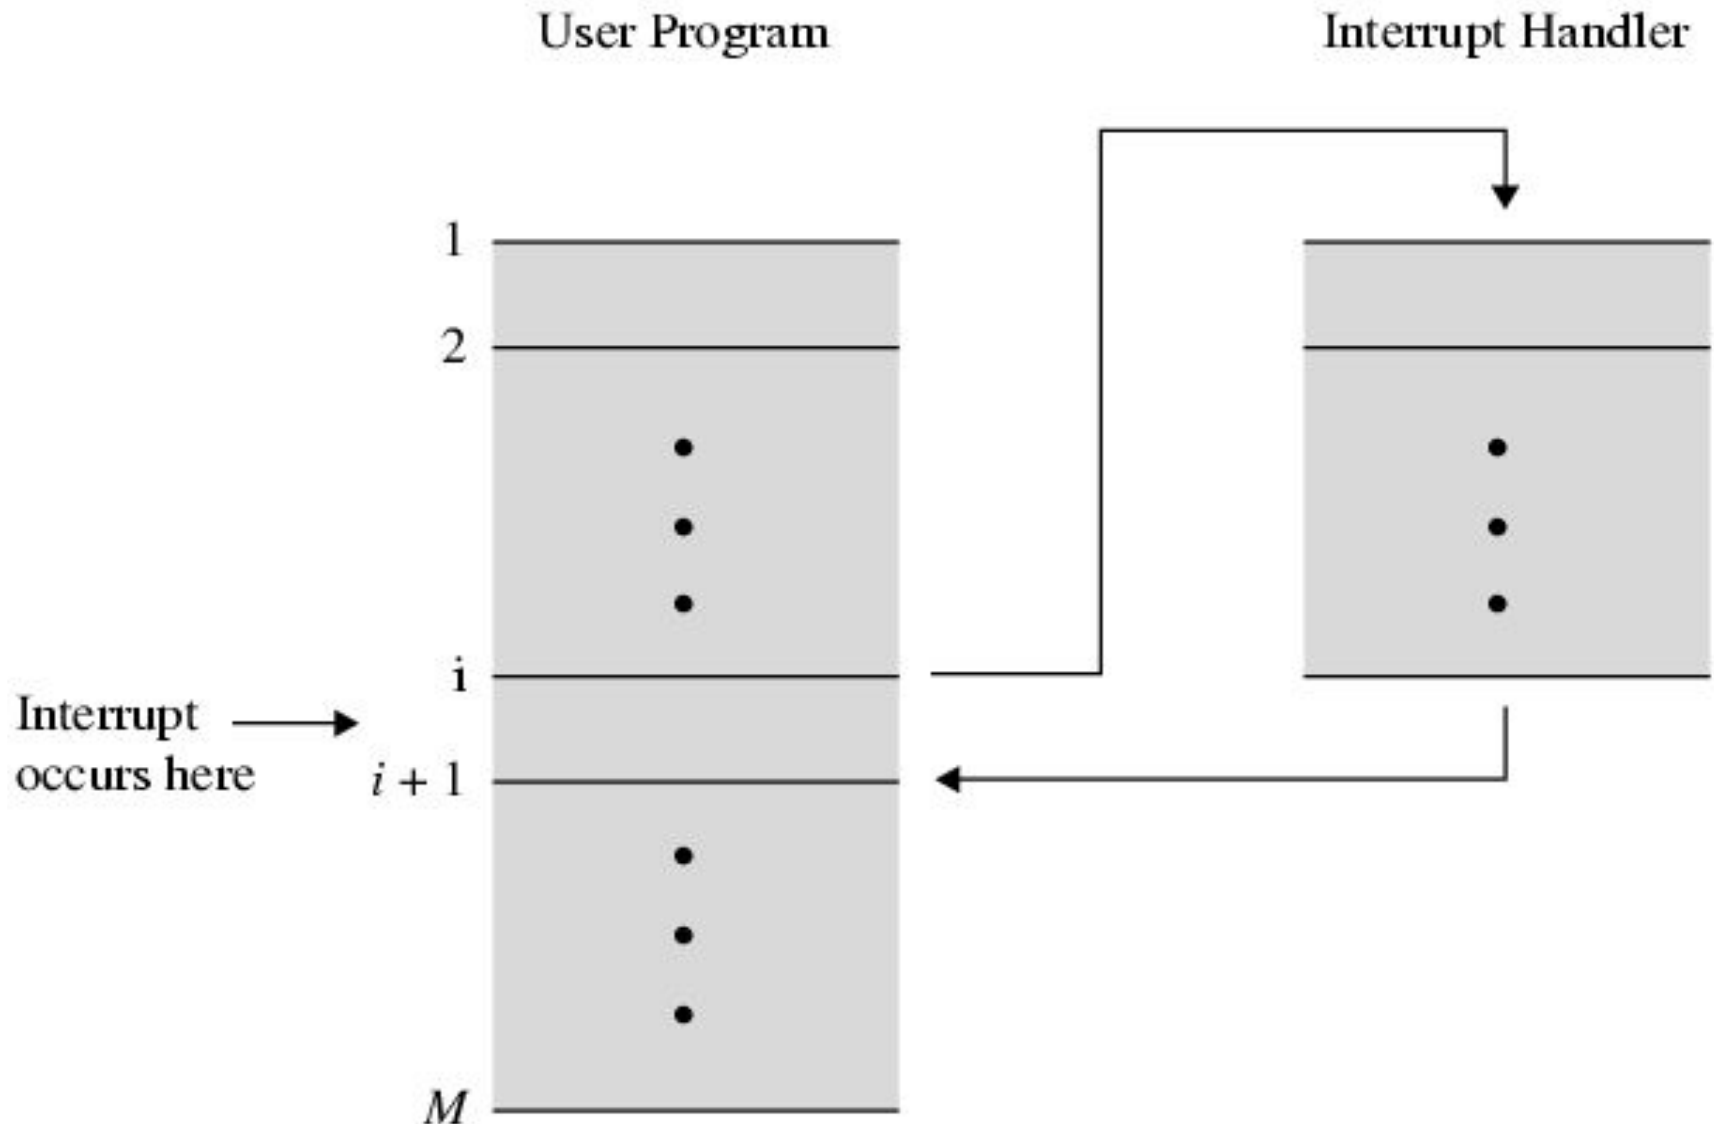 User Program
Interrupt Handler
1
2
i
Interrupt
occurs here
i + 1
M